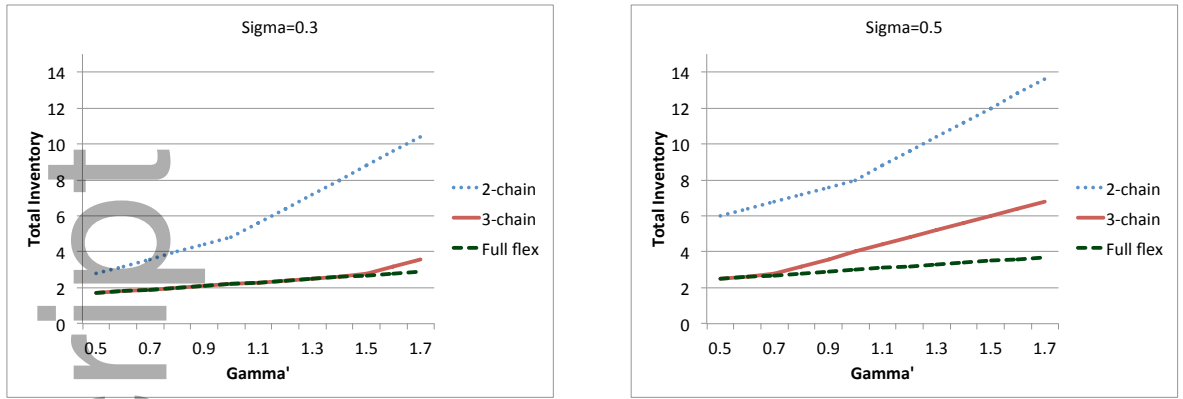 Sigma=0.3
14
12
10
8
6
4
2
0
Total Inventory
0.5 0.7 0.9 1.1 1.3 1.5 1.7
Gamma'
2-chain
3-chain
Full flex
Sigma=0.5
14
12
10
8
6
4
2
0
Total Inventory
0.5 0.7 0.9 1.1 1.3 1.5 1.7
Gamma'
2-chain
3-chain
Full flex
ript